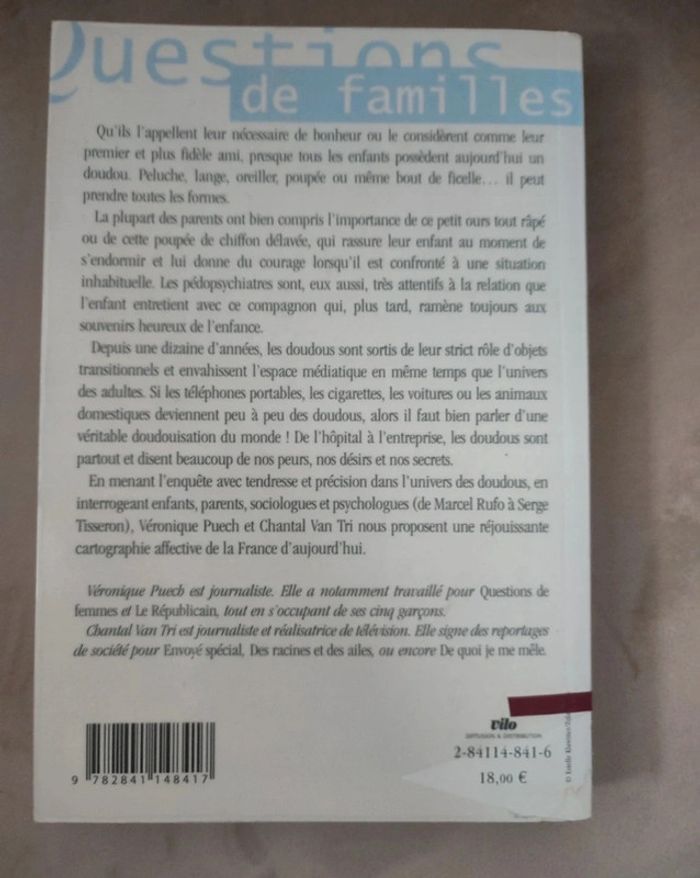 Questions
de familles
Qu'ils l'appellent leur nécessaire de bonheur ou le considèrent comme leur
premier et plus fidèle ami, presque tous les enfants possèdent aujourd'hui un
doudou. Peluche, lange, oreiller, poupée ou même bout de ficelle… il peut
prendre toutes les formes.
La plupart des parents ont bien compris l'importance de ce petit ours tout râpé
ou de cette poupée de chiffon délavée, qui rassure leur enfant au moment de
s'endormir et lui donne du courage lorsqu'il est confronté à une situation
inhabituelle. Les pédopsychiatres sont, eux aussi, très attentifs à la relation que
l'enfant entretient avec ce compagnon qui, plus tard, ramène toujours aux
souvenirs heureux de l'enfance.
Depuis une dizaine d'années, les doudous sont sortis de leur strict rôle d'objets
transitionnels et envahissent l'espace médiatique en même temps que l'univers
des adultes. Si les téléphones portables, les cigarettes, les voitures ou les animaux
domestiques deviennent peu à peu des doudous, alors il faut bien parler d'une
véritable doudouisation du monde ! De l'hôpital à l'entreprise, les doudous sont
partout et disent beaucoup de nos peurs, nos désirs et nos secrets.
En menant l'enquête avec tendresse et précision dans l'univers des doudous, en
interrogeant enfants, parents, sociologues et psychologues (de Marcel Rufo à Serge
Tisseron), Véronique Puech et Chantal Van Tri nous proposent une réjouissante
cartographie affective de la France d'aujourd'hui.
Véronique Puech est journaliste. Elle a notamment travaillé pour Questions de
femmes et Le Républicain, tout en s'occupant de ses cinq garçons.
Chantal Van Tri est journaliste et réalisatrice de télévision. Elle signe des reportages
de société pour Envoyé spécial, Des racines et des ailes, ou encore De quoi je me mêle.
Vilo
DIFFUSION & DISTRIBUTION
2-84114-841-6
18,00 €
9 782841 148417